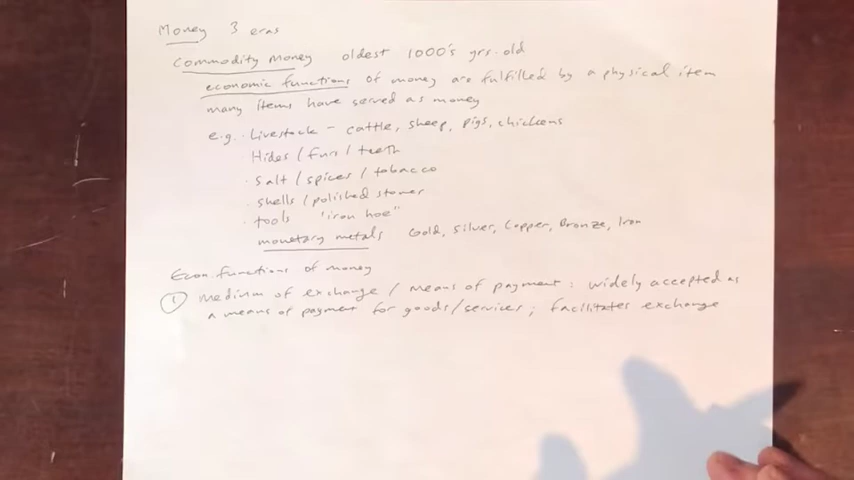 Money 3 eras
Commodity Money oldest 1000's yrs. old
economic functions of money are fulfilled by a physical item
many items have served as money
e.g. · Livestock - cattle, sheep, pigs, chickens
· Hides / furs / teeth
· Salt / spices / tobacco
· shells / polished stones
· tools "iron hoe"
monetary metals Gold, Silver, Copper, Bronze, Iron
Econ. functions of money
① medium of exchange / means of payment : widely accepted as
a means of payment for goods/services ; facilitates exchange